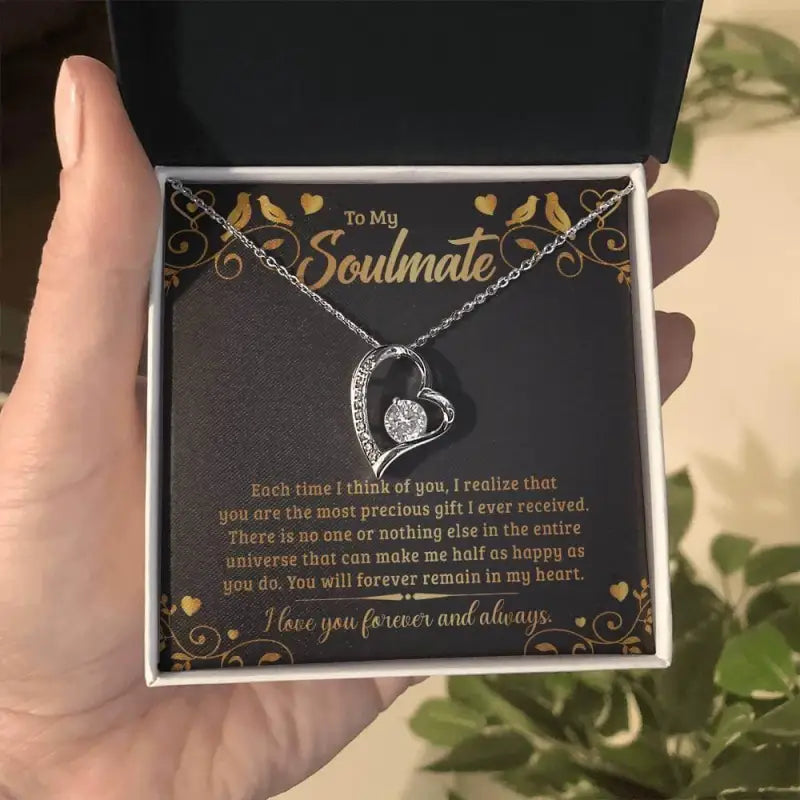 To My
Soulmate
Each time I think of you, I realize that
you are the most precious gift I ever received.
There is no one or nothing else in the entire
universe that can make me half as happy as
you do. You will forever remain in my heart.
I love you forever and always.